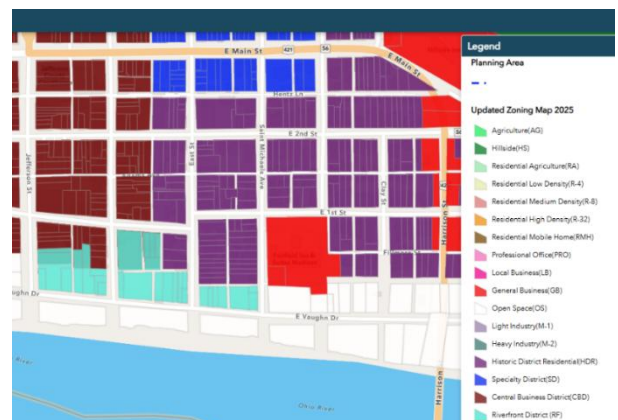 Legend
Planning Area
Updated Zoning Map 2025
Agriculture(AG)
Hillside(HS)
Residential Agriculture(RA)
Residential Low Density(R-4)
Residential Medium Density(R-8)
Residential High Density(R-32)
Residential Mobile Home(RMH)
Professional Office(PRO)
Local Business(LB)
General Business(GB)
Open Space(OS)
Light Industry(M-1)
Heavy Industry(M-2)
Historic District Residential(HDR)
Specialty District(SD)
Central Business District(CBD)
Riverfront District (RF)
E Main St
421
56
E Main St
Hentz Ln
E 2nd St
Jefferson St
East St
Saint Michaels Ave
Clay St
Harrison St
E 1st St
ughn Dr
E Vaughn Dr
River
Ohio River
Harrison